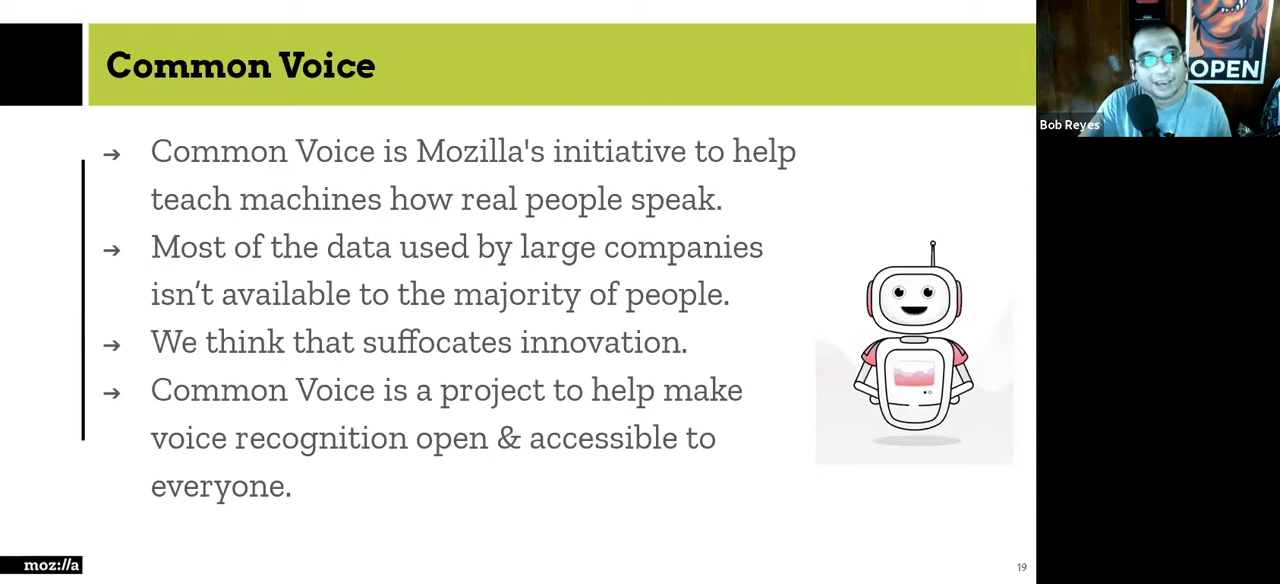 Common Voice
➔ Common Voice is Mozilla's initiative to help
teach machines how real people speak.
➔ Most of the data used by large companies
isn’t available to the majority of people.
➔ We think that suffocates innovation.
➔ Common Voice is a project to help make
voice recognition open & accessible to
everyone.
moz://a
19
OPEN
Bob Reyes